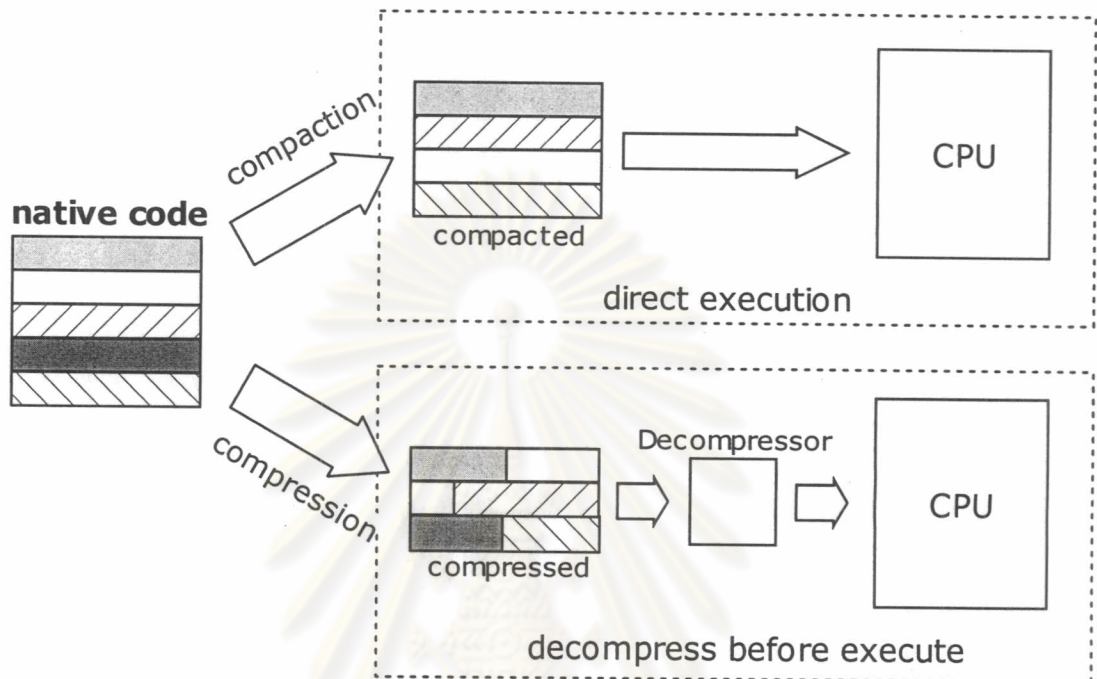 compaction
CPU
native code
compacted
direct execution
compression
Decompressor
CPU
compressed
decompress before execute